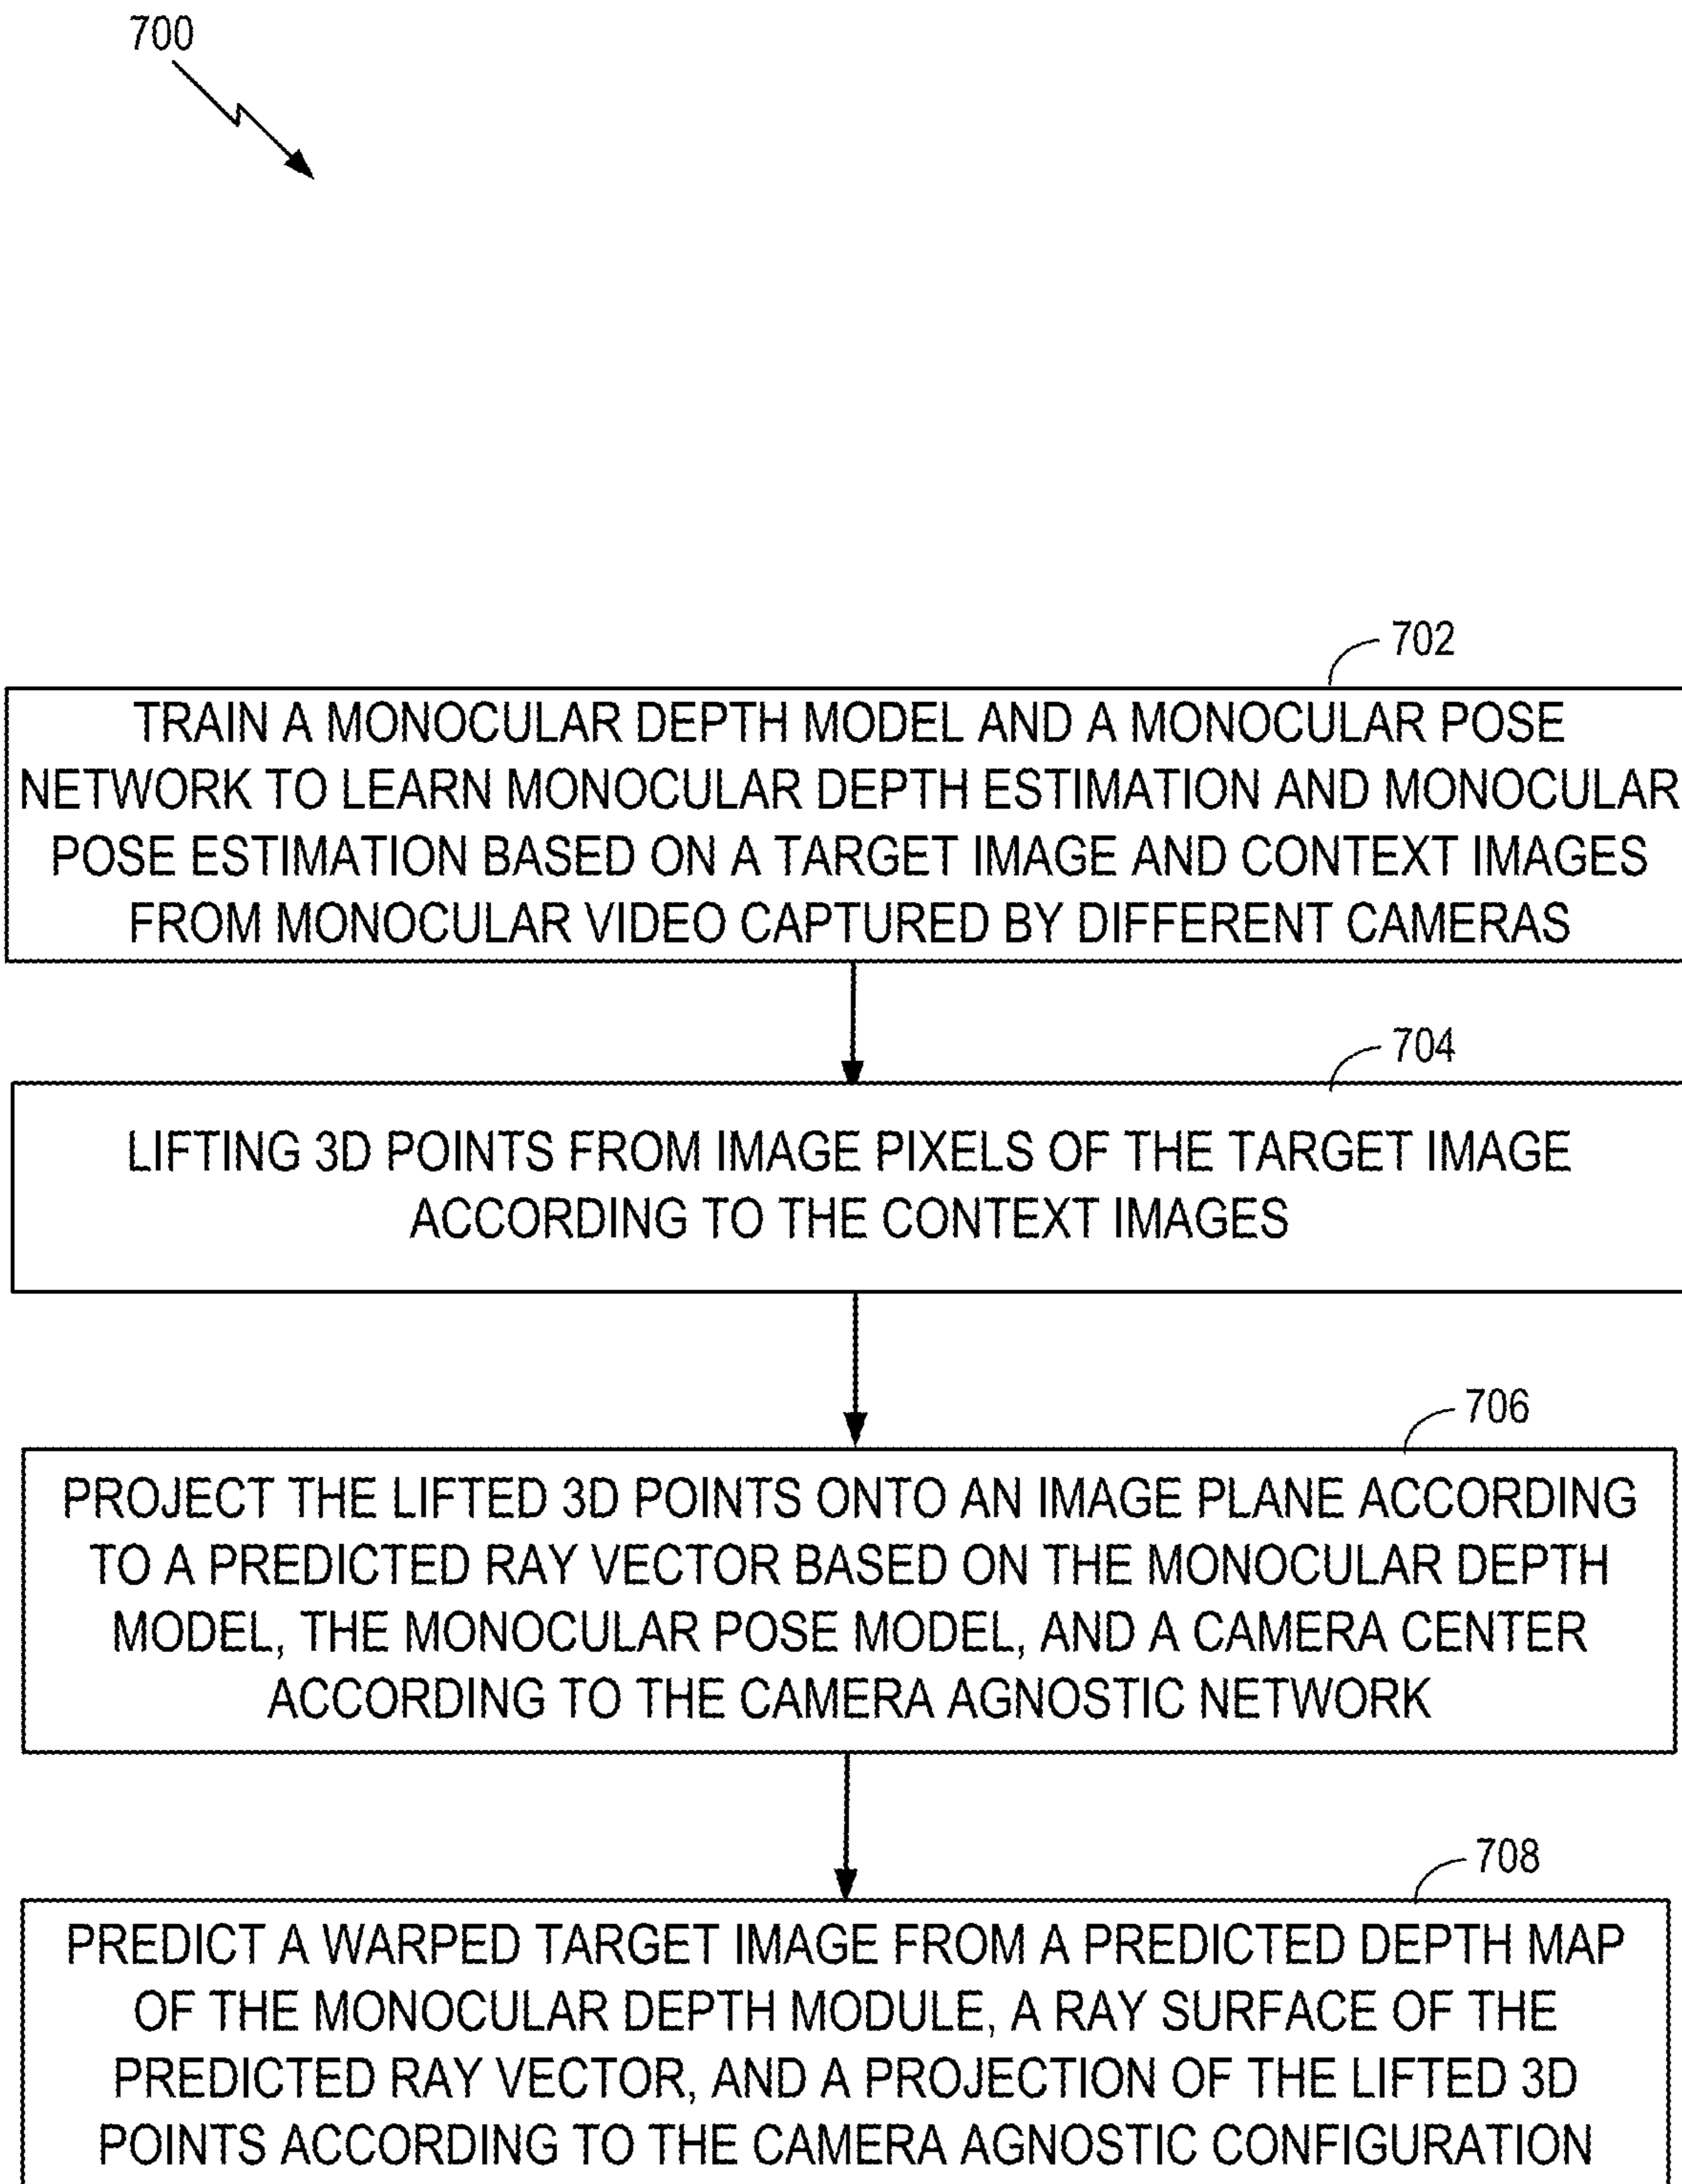 700
702
TRAIN A MONOCULAR DEPTH MODEL AND A MONOCULAR POSE
NETWORK TO LEARN MONOCULAR DEPTH ESTIMATION AND MONOCULAR
POSE ESTIMATION BASED ON A TARGET IMAGE AND CONTEXT IMAGES
FROM MONOCULAR VIDEO CAPTURED BY DIFFERENT CAMERAS
704
LIFTING 3D POINTS FROM IMAGE PIXELS OF THE TARGET IMAGE
ACCORDING TO THE CONTEXT IMAGES
706
PROJECT THE LIFTED 3D POINTS ONTO AN IMAGE PLANE ACCORDING
TO A PREDICTED RAY VECTOR BASED ON THE MONOCULAR DEPTH
MODEL, THE MONOCULAR POSE MODEL, AND A CAMERA CENTER
ACCORDING TO THE CAMERA AGNOSTIC NETWORK
708
PREDICT A WARPED TARGET IMAGE FROM A PREDICTED DEPTH MAP
OF THE MONOCULAR DEPTH MODULE, A RAY SURFACE OF THE
PREDICTED RAY VECTOR, AND A PROJECTION OF THE LIFTED 3D
POINTS ACCORDING TO THE CAMERA AGNOSTIC CONFIGURATION